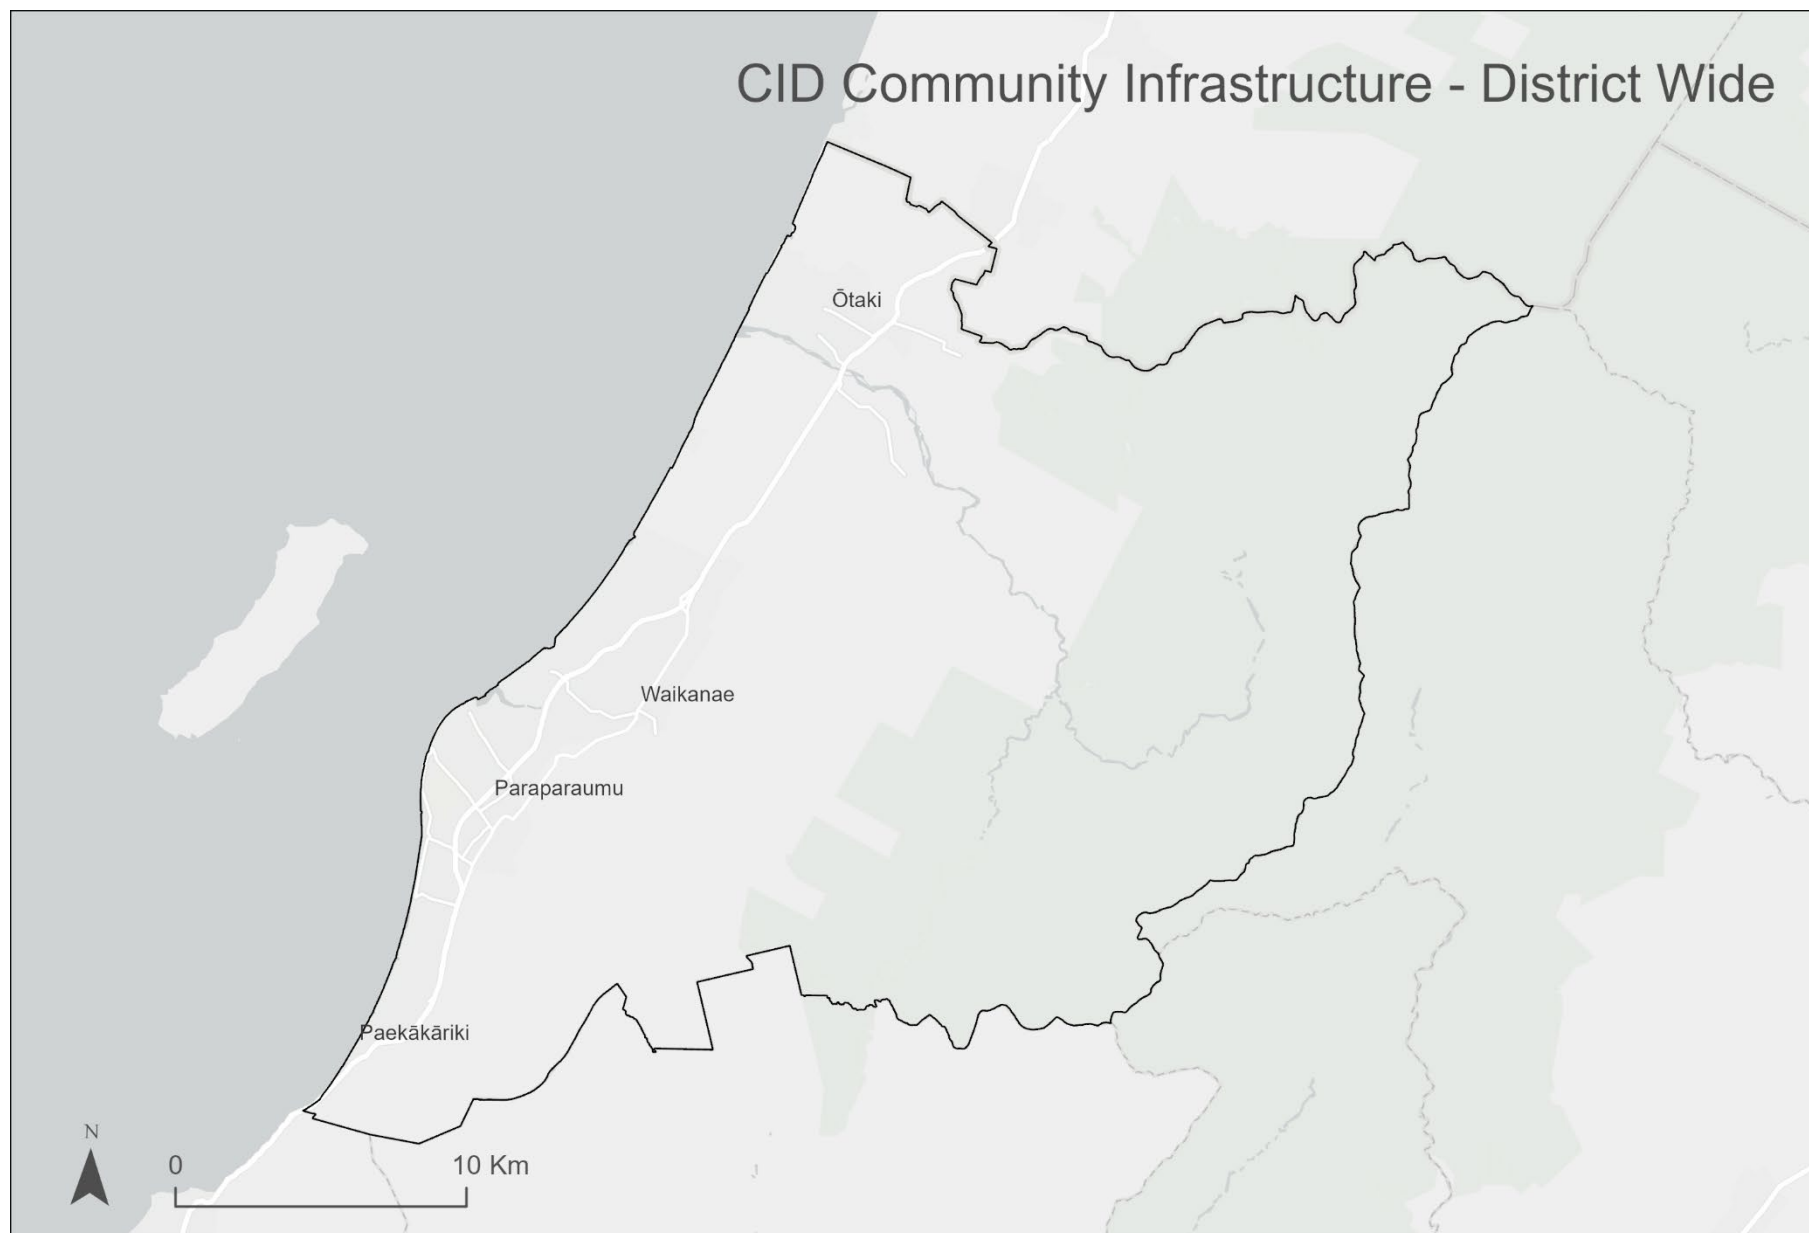 CID Community Infrastructure - District Wide
Ōtaki
Waikanae
Paraparaumu
Paekākāriki
N
0 10 Km